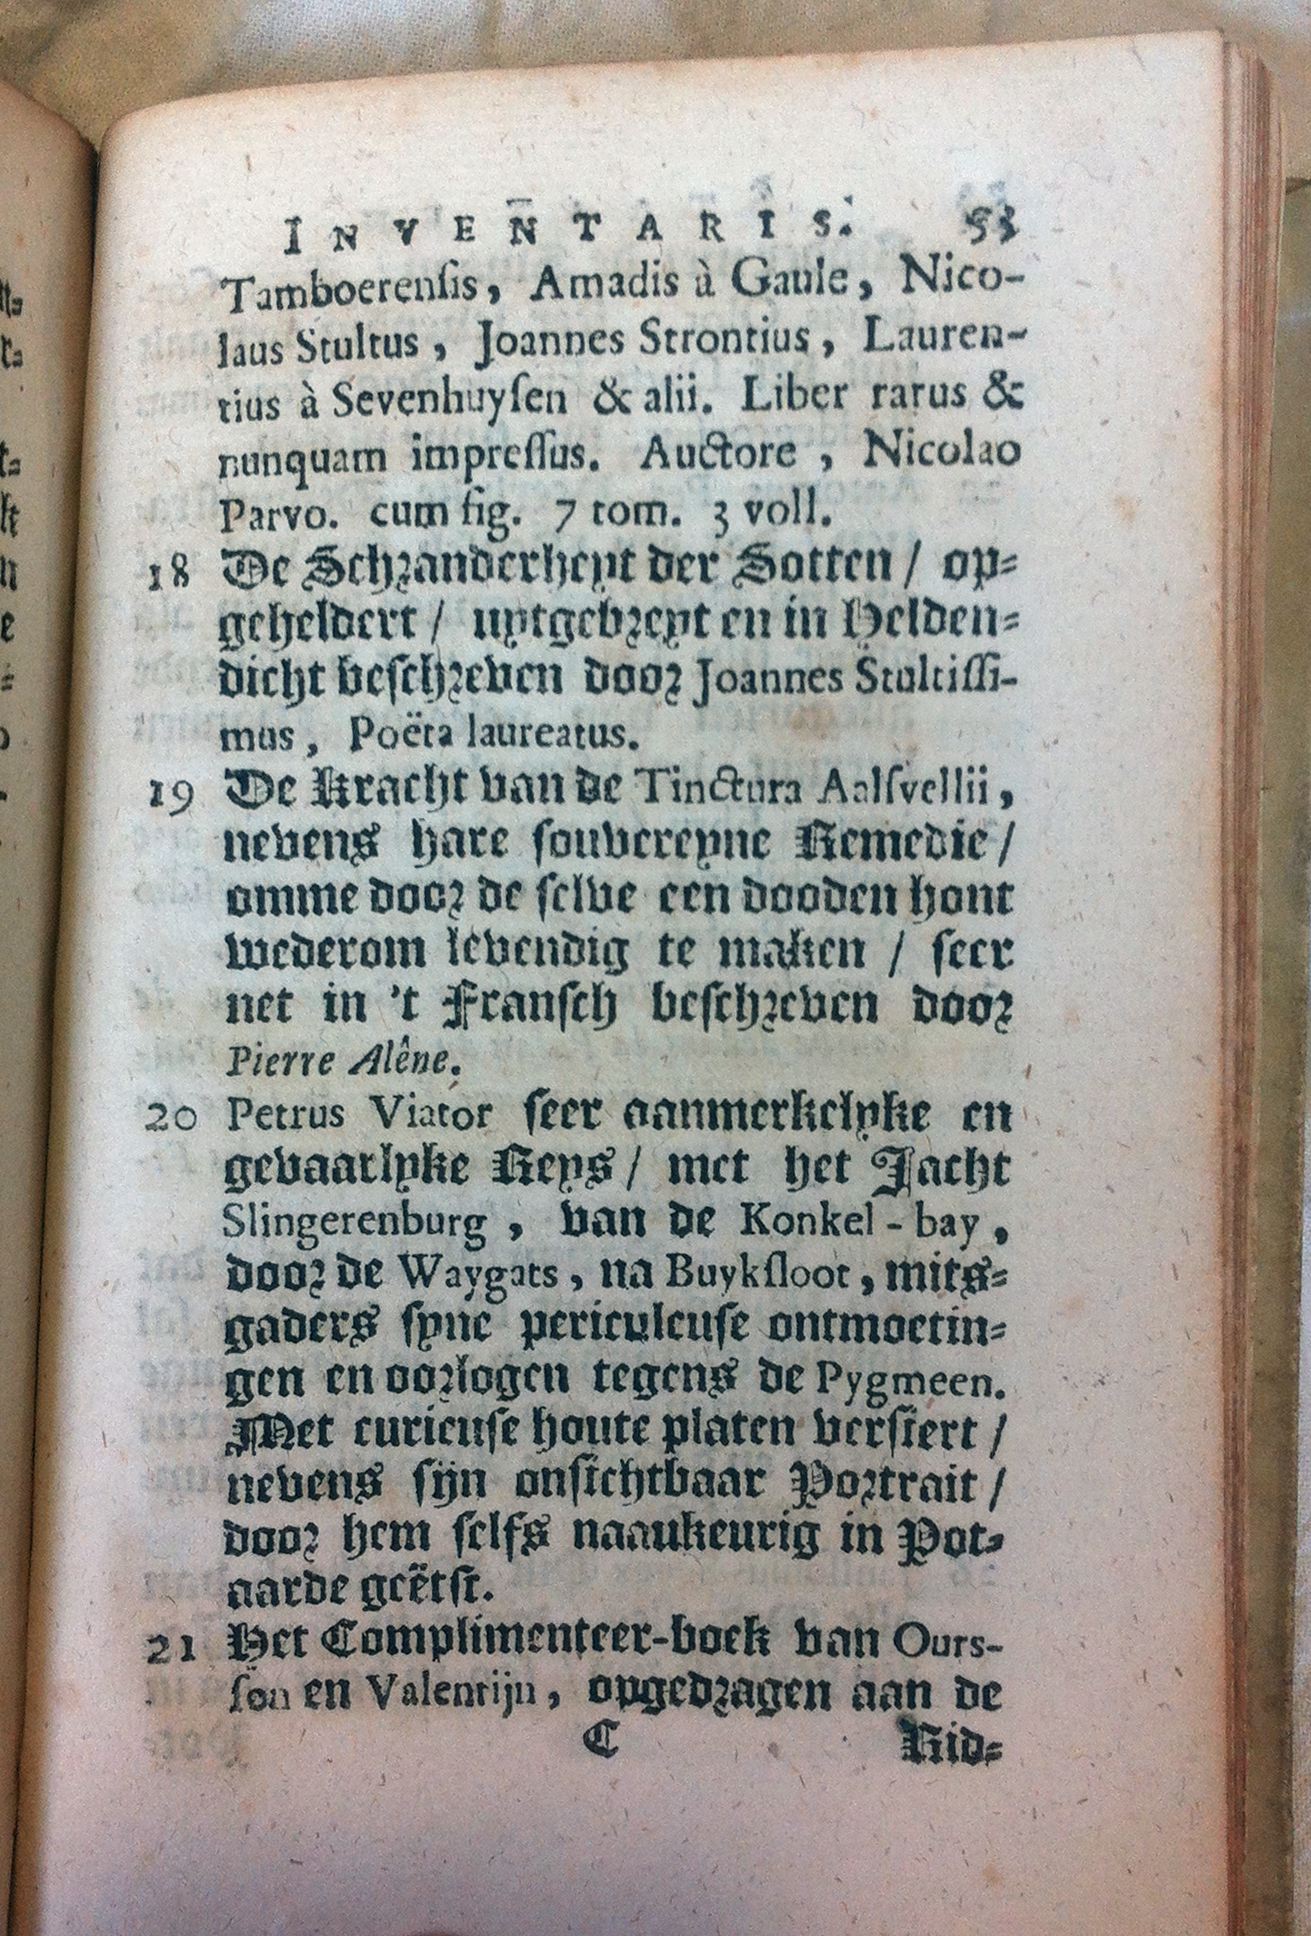 INVENTARIS. 53
Tamboerensis, Amadis à Gaule, Nico-
laus Stultus, Joannes Strontius, Lauren-
tius à Sevenhuysen & alii. Liber rarus &
nunquam impressus. Auctore, Nicolao
Parvo. cum fig. 7 tom. 3 voll.
18 De Schranderheyt der Sotten / op-
geheldert / uytgebreyt en in Helden-
dicht beschreven door Joannes Stultissi-
mus, Poëta laureatus.
19 De kracht van de Tinctura Aalsvellii,
nevens hare souvereyne Remedie /
omme door de selve een dooden hont
wederom levendig te maken / seer
net in 't Fransch beschreven door
Pierre Alêne.
20 Petrus Viator seer aanmerkelyke en
gevaarlyke Reys / met het Jacht
Slingerenburg, van de Konkel-bay,
door de Waygats, na Buyksloot, mits-
gaders syne periculeuse ontmoetin-
gen en oorlogen tegens de Pygmeen.
Met curieuse houte platen versiert /
nevens sijn onsichtbaar Portrait /
door hem selfs naaukeurig in Pot-
aarde geëtst.
21 Het Complimenteer-boek van Ours-
son en Valentijn, opgedragen aan de
C Rid-